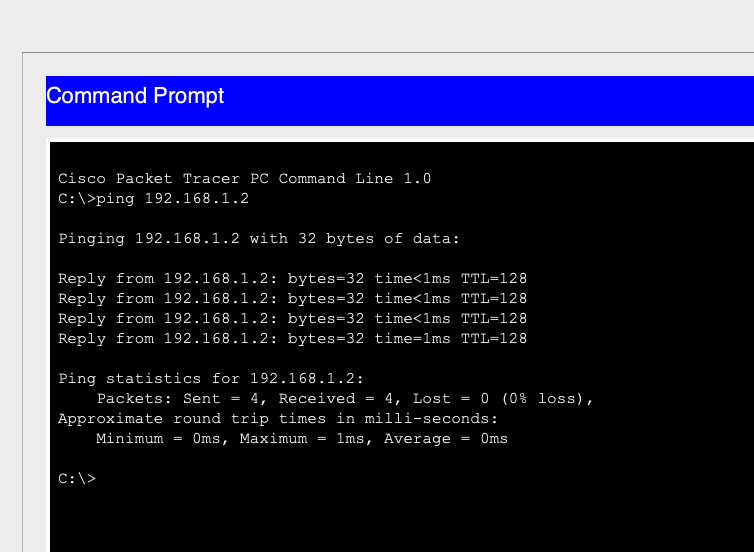 Command Prompt
Cisco Packet Tracer PC Command Line 1.0
C:\>ping 192.168.1.2
Pinging 192.168.1.2 with 32 bytes of data:
Reply from 192.168.1.2: bytes=32 time<1ms TTL=128
Reply from 192.168.1.2: bytes=32 time<1ms TTL=128
Reply from 192.168.1.2: bytes=32 time<1ms TTL=128
Reply from 192.168.1.2: bytes=32 time=1ms TTL=128
Ping statistics for 192.168.1.2:
    Packets: Sent = 4, Received = 4, Lost = 0 (0% loss),
Approximate round trip times in milli-seconds:
    Minimum = 0ms, Maximum = 1ms, Average = 0ms
C:\>